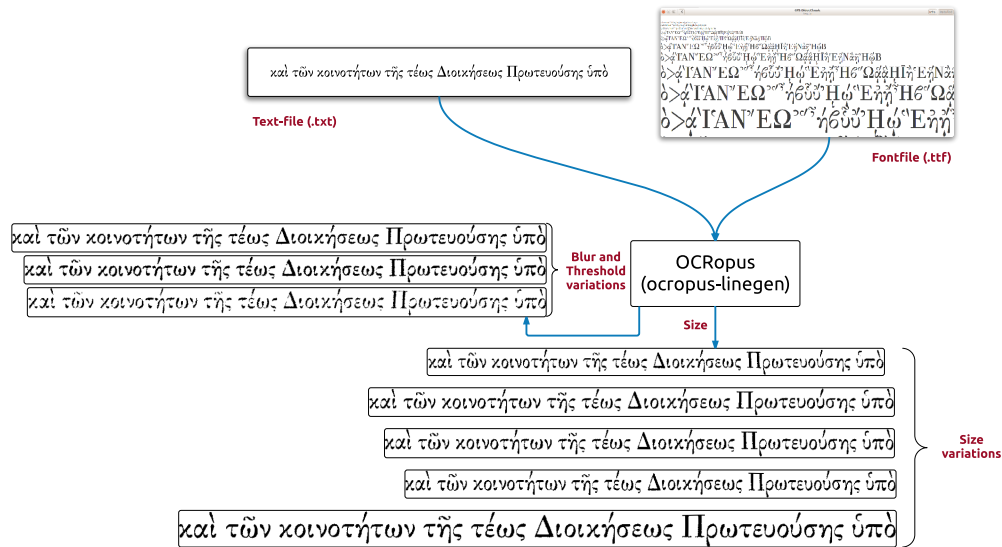 καὶ τῶν κοινοτήτων τῆς τέως Διοικήσεως Πρωτευούσης ὑπὸ
Text-file (.txt)
Fontfile (.ttf)
καὶ τῶν κοινοτήτων τῆς τέως Διοικήσεως Πρωτευούσης ὑπὸ
καὶ τῶν κοινοτήτων τῆς τέως Διοικήσεως Πρωτευούσης ὑπὸ
καὶ τῶν κοινοτήτων τῆς τέως Διοικήσεως Πρωτευούσης ὑπὸ
Blur and
Threshold
variations
OCRopus
(ocropus-linegen)
Size
καὶ τῶν κοινοτήτων τῆς τέως Διοικήσεως Πρωτευούσης ὑπὸ
καὶ τῶν κοινοτήτων τῆς τέως Διοικήσεως Πρωτευούσης ὑπὸ
καὶ τῶν κοινοτήτων τῆς τέως Διοικήσεως Πρωτευούσης ὑπὸ
καὶ τῶν κοινοτήτων τῆς τέως Διοικήσεως Πρωτευούσης ὑπὸ
καὶ τῶν κοινοτήτων τῆς τέως Διοικήσεως Πρωτευούσης ὑπὸ
Size
variations